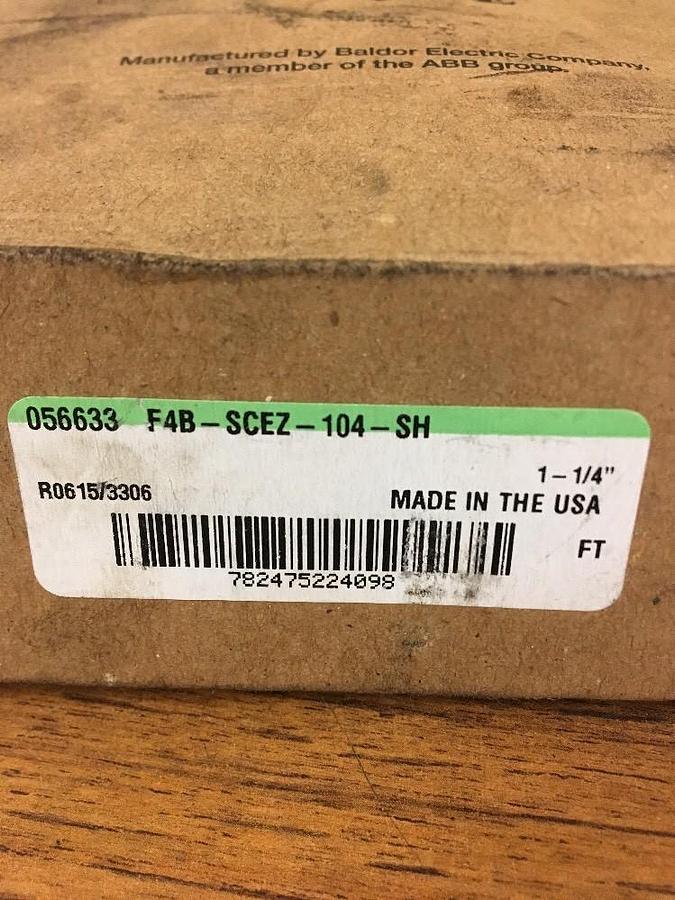 Manufactured by Baldor Electric Company,
a member of the ABB group.
056633 F4B-SCEZ-104-SH
1-1/4"
R0615/3306
MADE IN THE USA
FT
782475224098